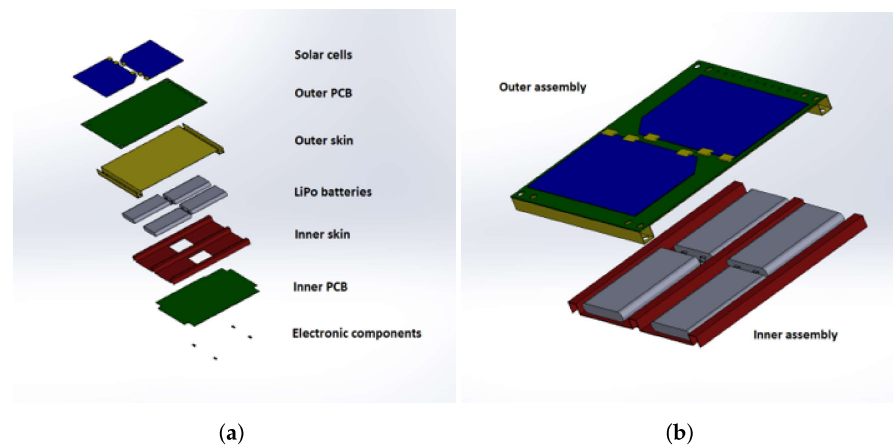 Solar cells
Outer PCB
Outer skin
LiPo batteries
Inner skin
Inner PCB
Electronic components
Outer assembly
Inner assembly
(a)
(b)